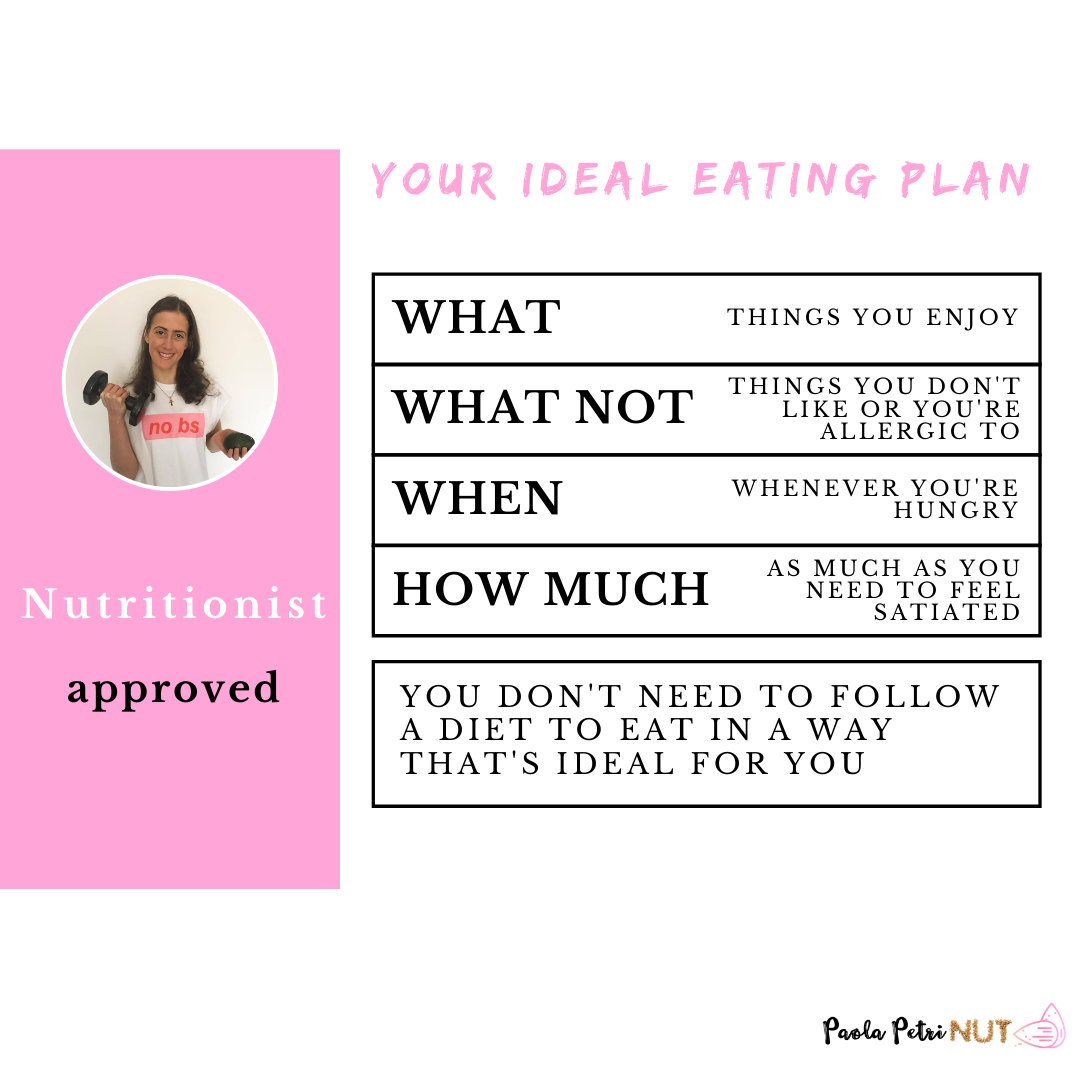 YOUR IDEAL EATING PLAN
no bs
Nutritionist
approved
WHAT
THINGS YOU ENJOY
WHAT NOT
THINGS YOU DON'T
LIKE OR YOU'RE
ALLERGIC TO
WHEN
WHENEVER YOU'RE
HUNGRY
HOW MUCH
AS MUCH AS YOU
NEED TO FEEL
SATIATED
YOU DON'T NEED TO FOLLOW
A DIET TO EAT IN A WAY
THAT'S IDEAL FOR YOU
Paola Petri NUT